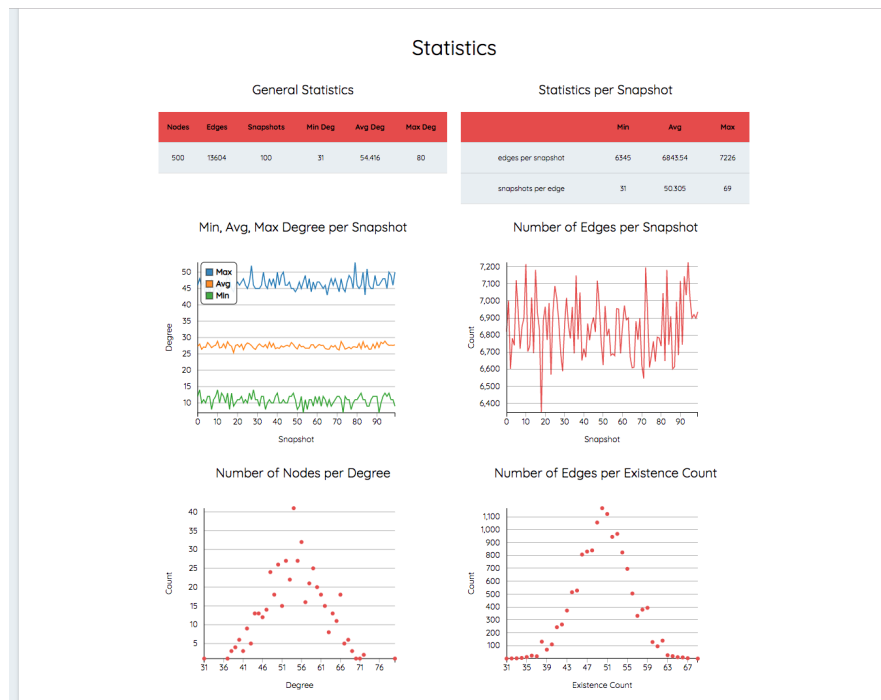 Statistics
General Statistics
Nodes Edges Snapshots Min Deg Avg Deg Max Deg
500 13604 100 31 54.416 80
Statistics per Snapshot
Min Avg Max
edges per snapshot 6345 6843.54 7226
snapshots per edge 31 50.305 69
Min, Avg, Max Degree per Snapshot
Max
Avg
Min
50
45
40
35
30
25
20
15
10
Degree
0 10 20 30 40 50 60 70 80 90
Snapshot
Number of Edges per Snapshot
7,200
7,100
7,000
6,900
6,800
6,700
6,600
6,500
6,400
Count
0 10 20 30 40 50 60 70 80 90
Snapshot
Number of Nodes per Degree
40
35
30
25
20
15
10
5
Count
31 36 41 46 51 56 61 66 71 76
Degree
Number of Edges per Existence Count
1,100
1,000
900
800
700
600
500
400
300
200
100
Count
31 35 39 43 47 51 55 59 63 67
Existence Count